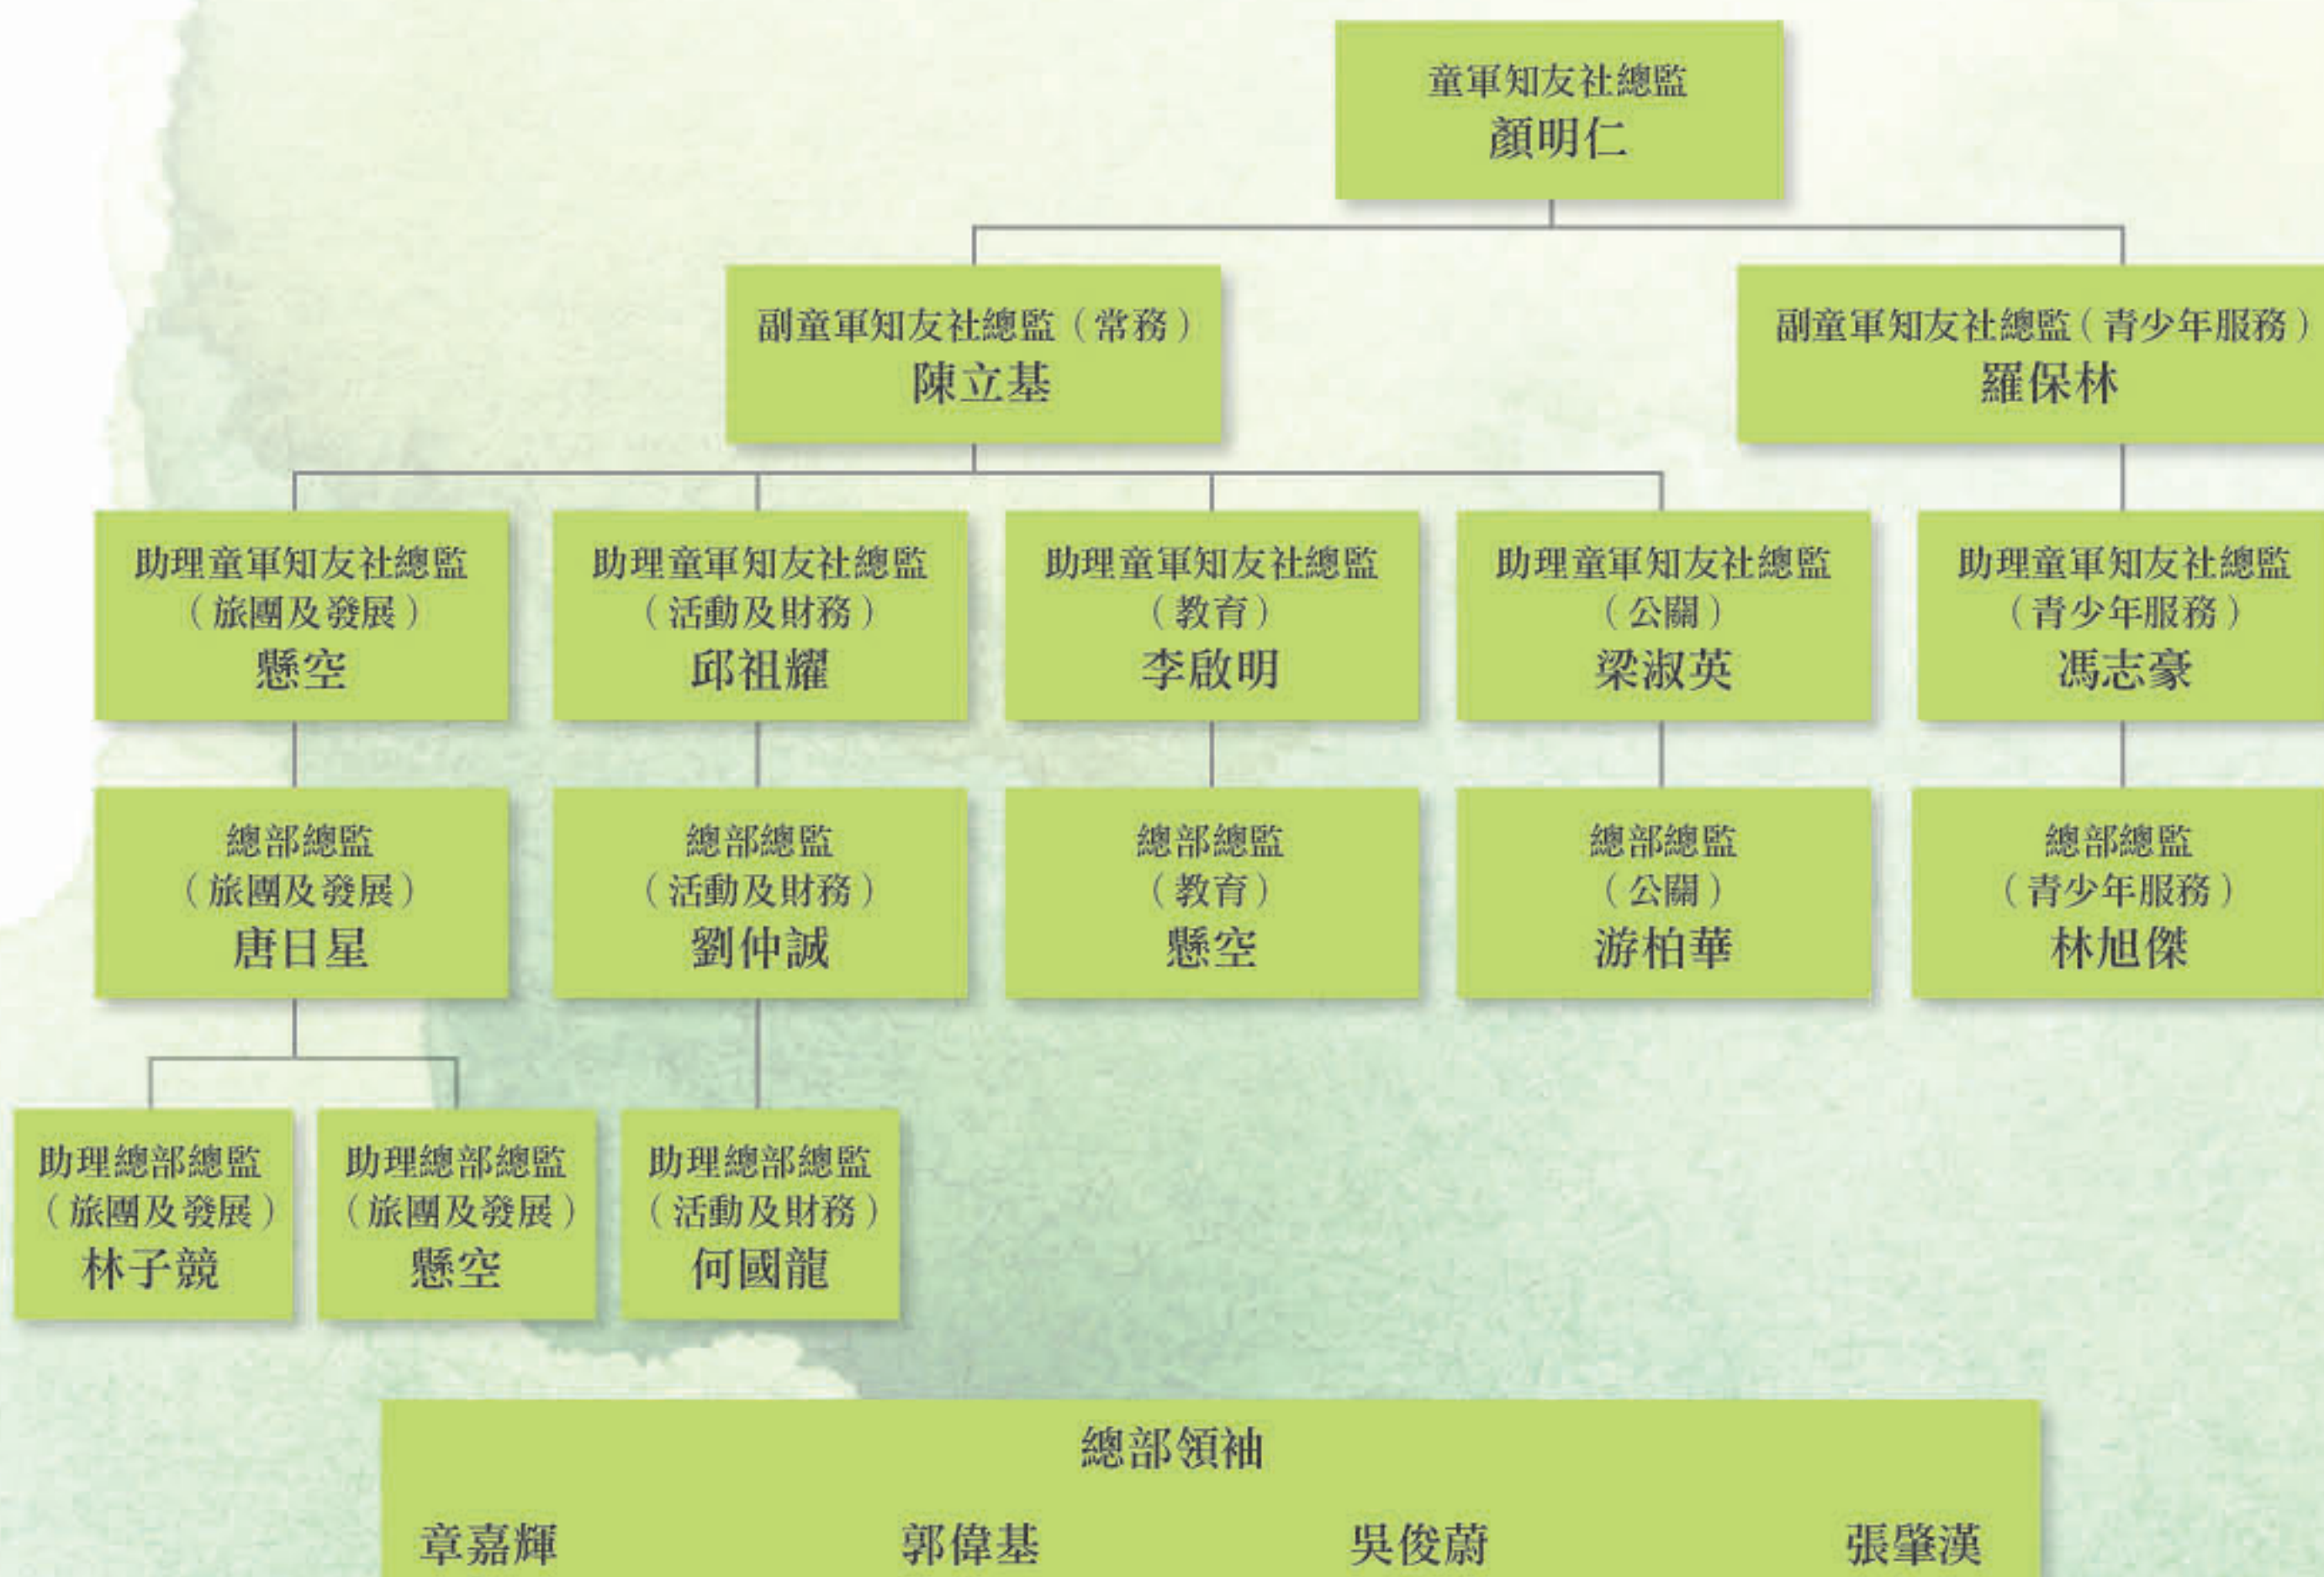 童軍知友社總監
顏明仁
副童軍知友社總監（常務）
陳立基
副童軍知友社總監（青少年服務）
羅保林
助理童軍知友社總監
（旅團及發展）
懸空
助理童軍知友社總監
（活動及財務）
邱祖耀
助理童軍知友社總監
（教育）
李啟明
助理童軍知友社總監
（公關）
梁淑英
助理童軍知友社總監
（青少年服務）
馮志豪
總部總監
（旅團及發展）
唐日星
總部總監
（活動及財務）
劉仲誠
總部總監
（教育）
懸空
總部總監
（公關）
游柏華
總部總監
（青少年服務）
林旭傑
助理總部總監
（旅團及發展）
林子競
助理總部總監
（旅團及發展）
懸空
助理總部總監
（活動及財務）
何國龍
總部領袖
章嘉輝 郭偉基 吳俊蔚 張肇漢